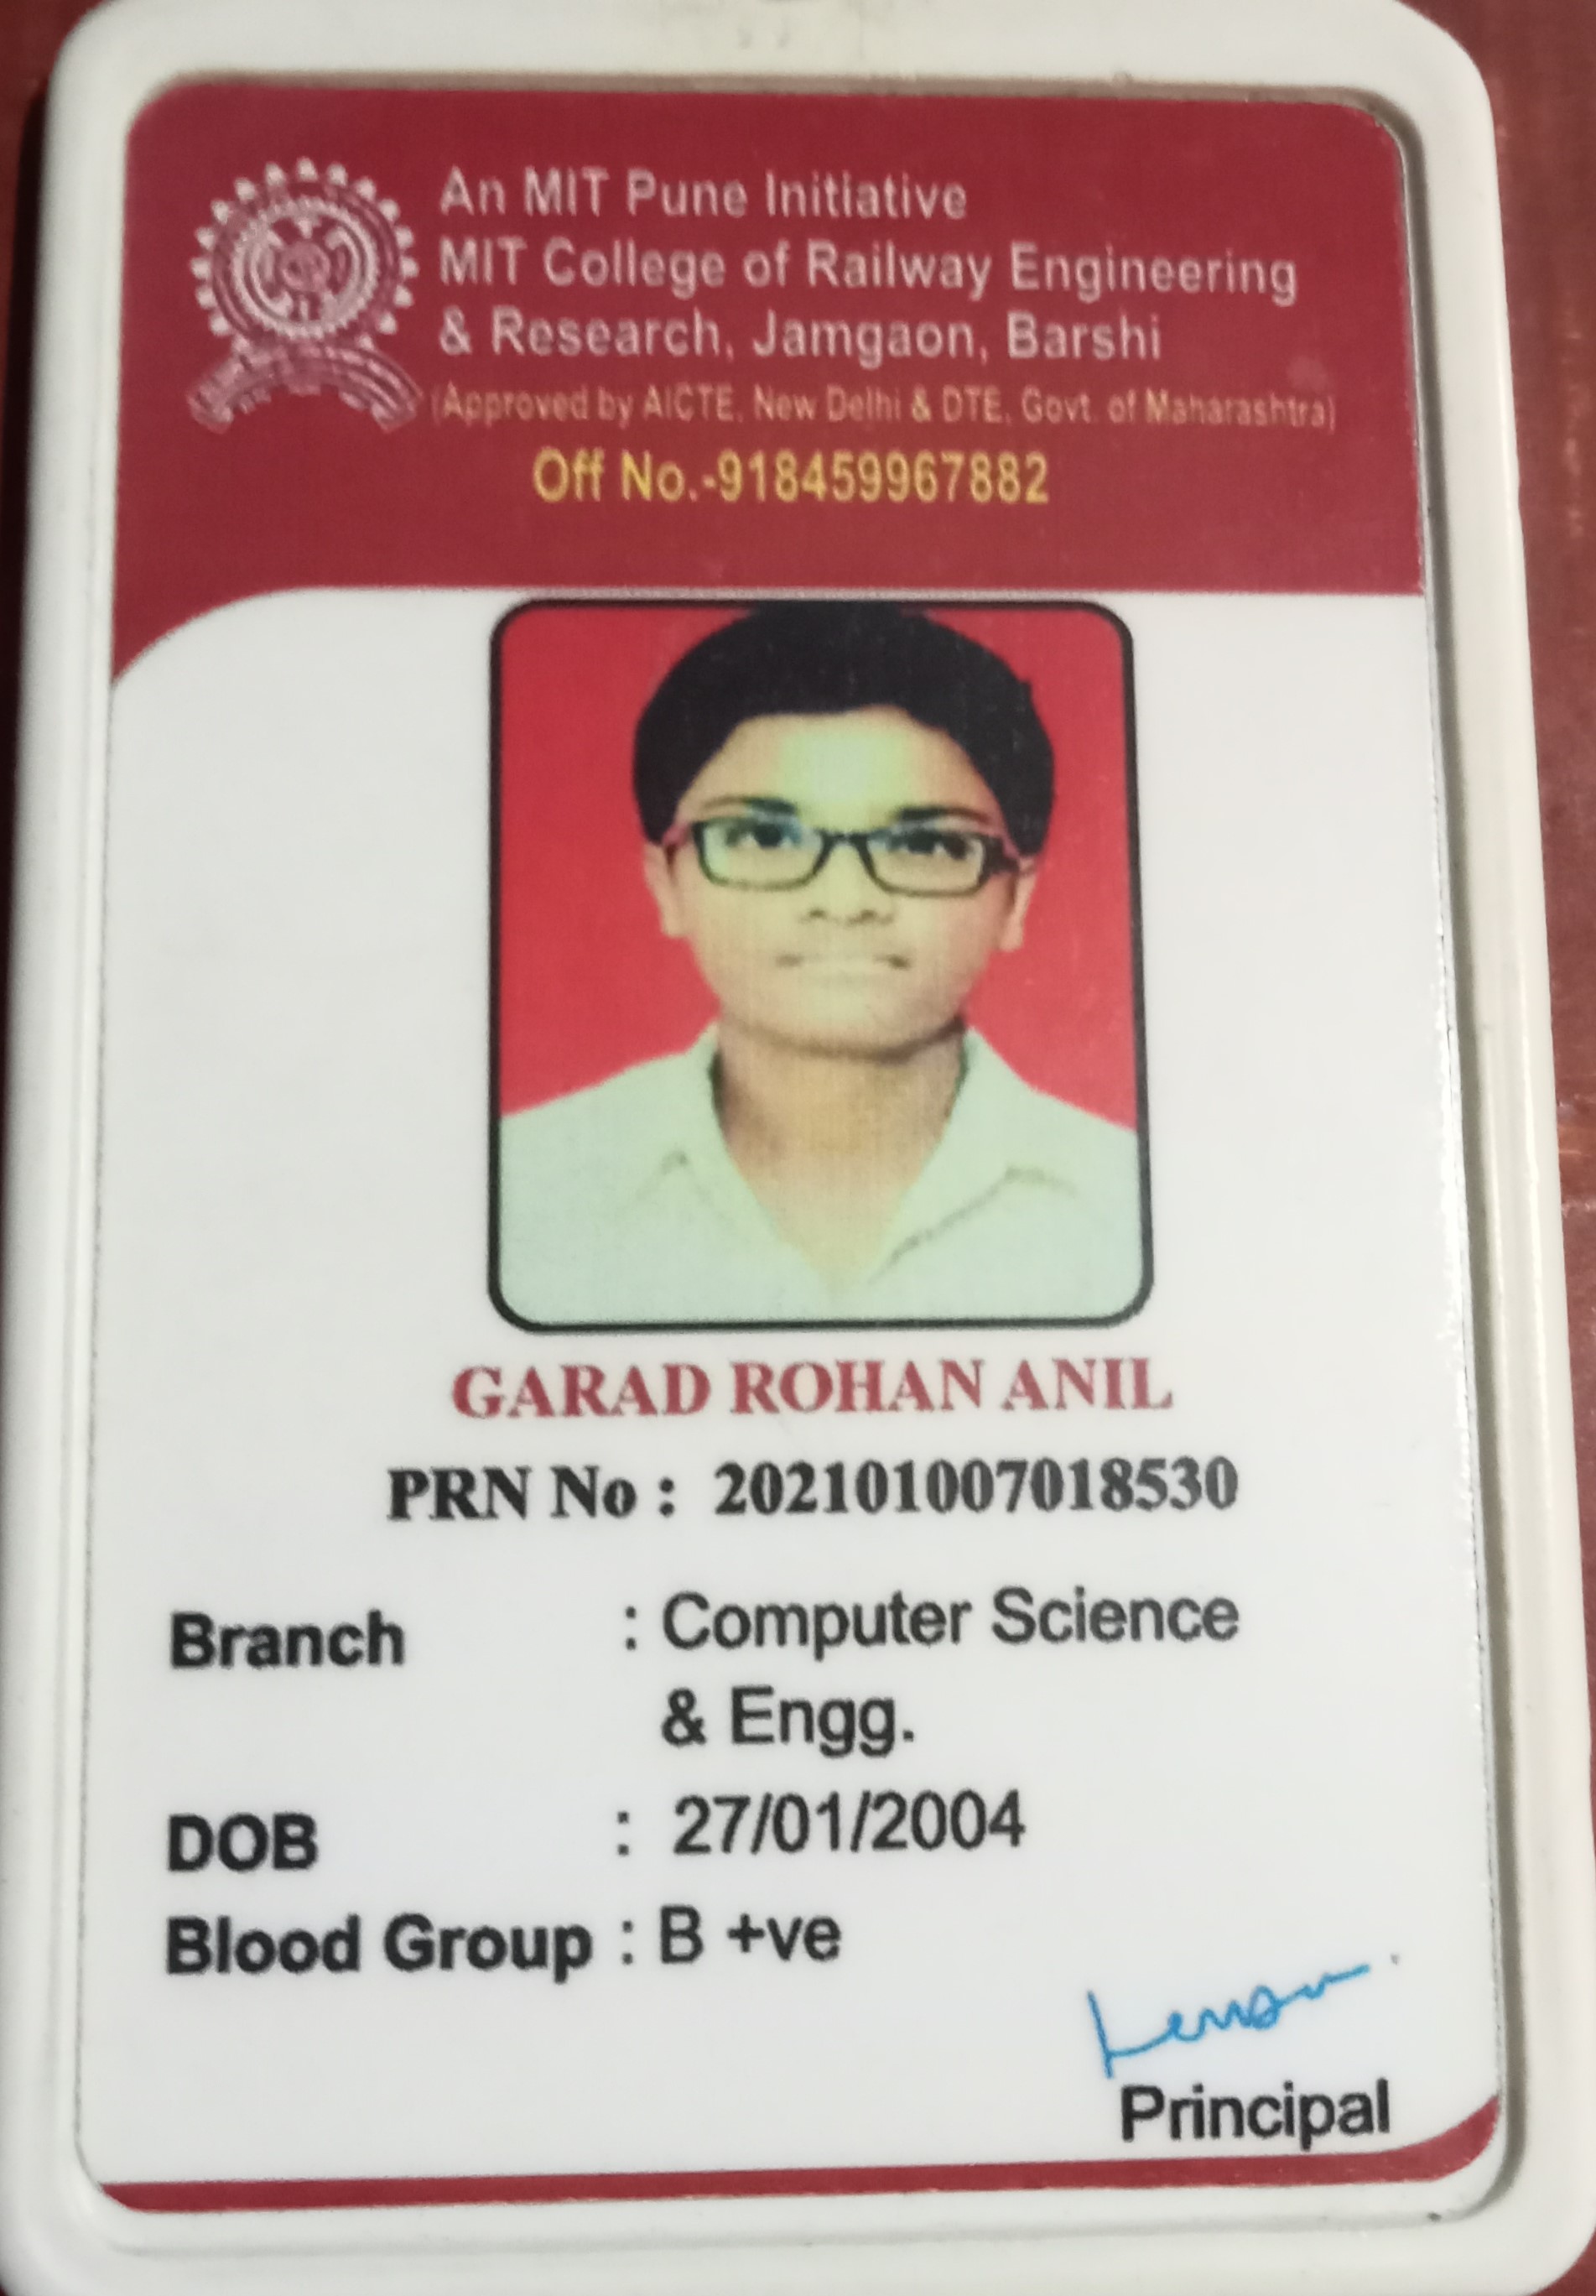 An MIT Pune Initiative
MIT College of Railway Engineering
& Research, Jamgaon, Barshi
(Approved by AICTE, New Delhi & DTE, Govt. of Maharashtra)
Off No.-918459967882
GARAD ROHAN ANIL
PRN No : 202101007018530
Branch : Computer Science
& Engg.
DOB : 27/01/2004
Blood Group : B +ve
Principal